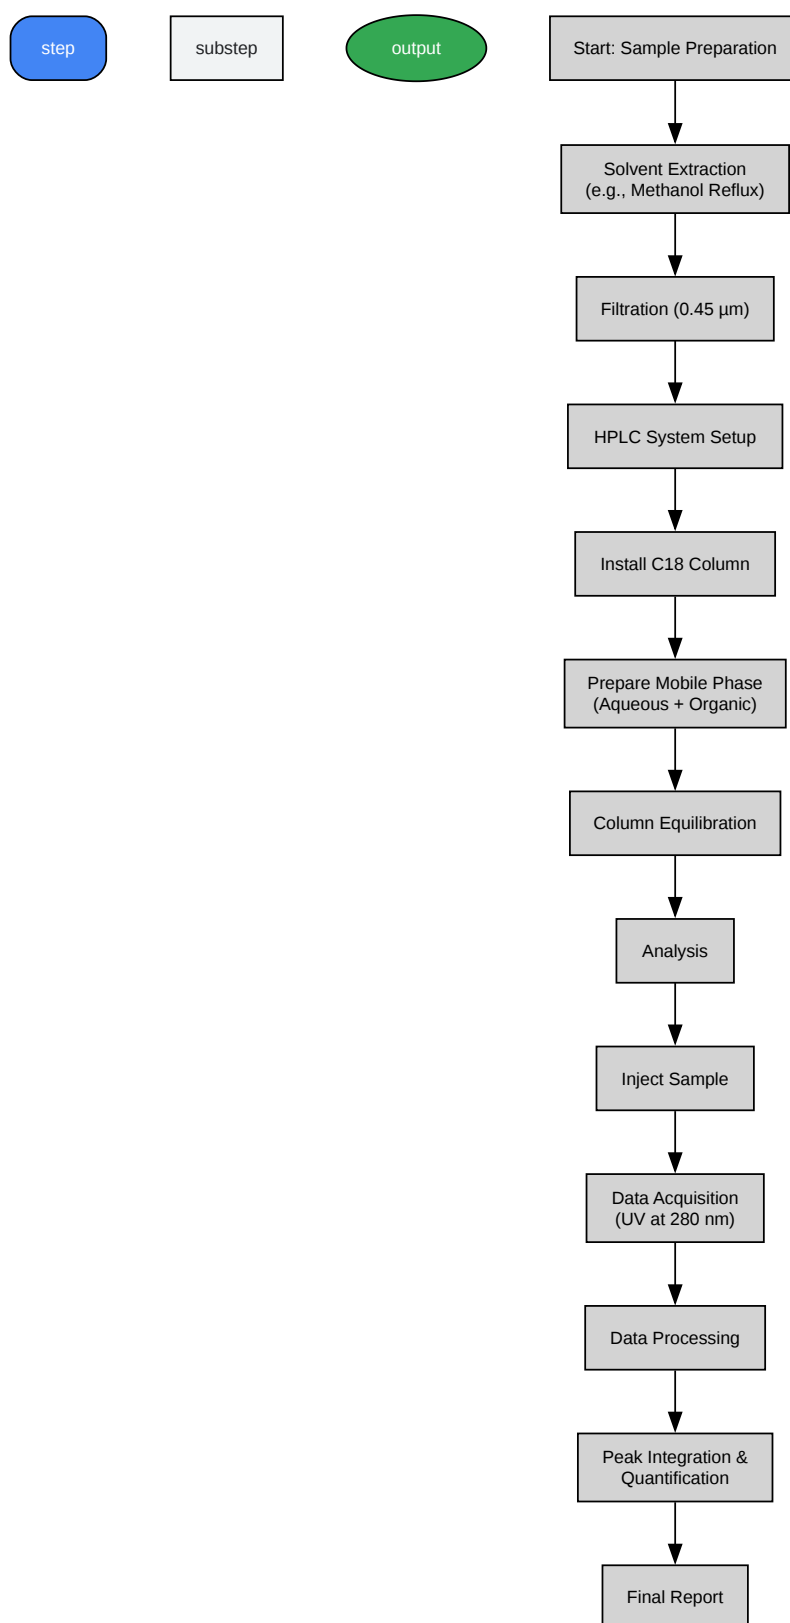 step
substep
output
Start: Sample Preparation
Solvent Extraction
(e.g., Methanol Reflux)
Filtration (0.45 µm)
HPLC System Setup
Install C18 Column
Prepare Mobile Phase
(Aqueous + Organic)
Column Equilibration
Analysis
Inject Sample
Data Acquisition
(UV at 280 nm)
Data Processing
Peak Integration &
Quantification
Final Report